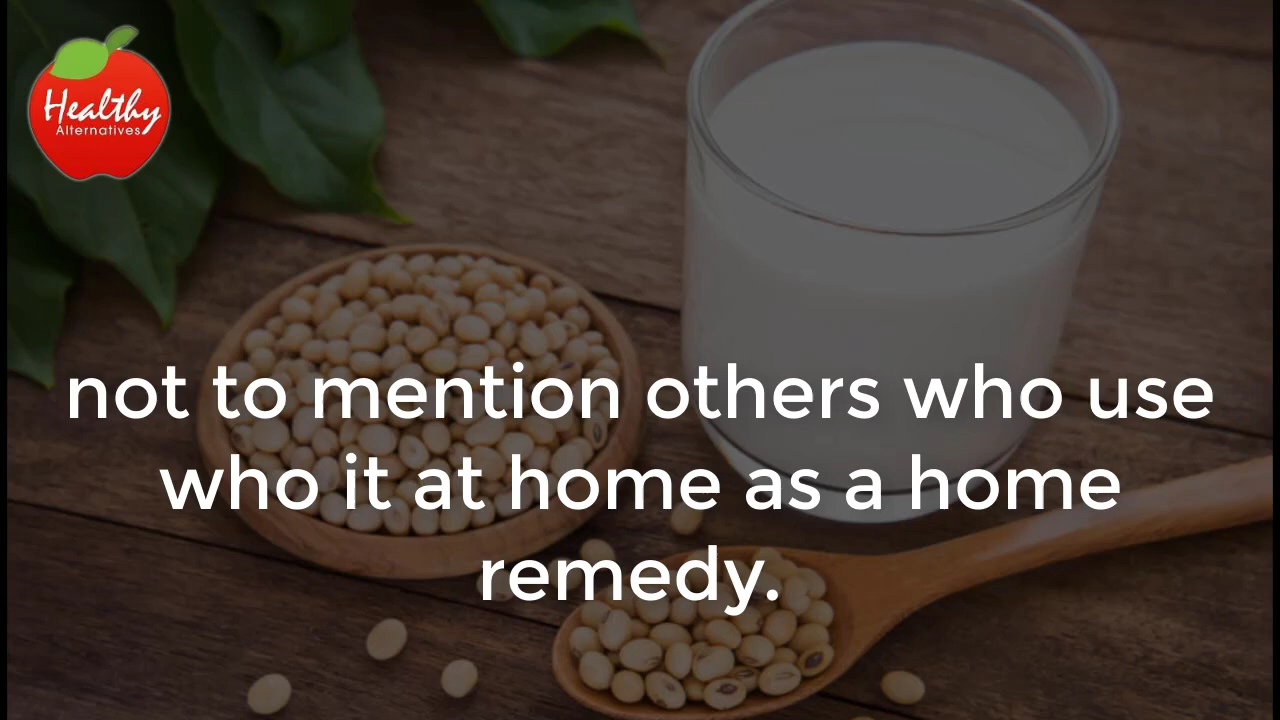 Healthy
Alternatives
not to mention others who use
who it at home as a home
remedy.